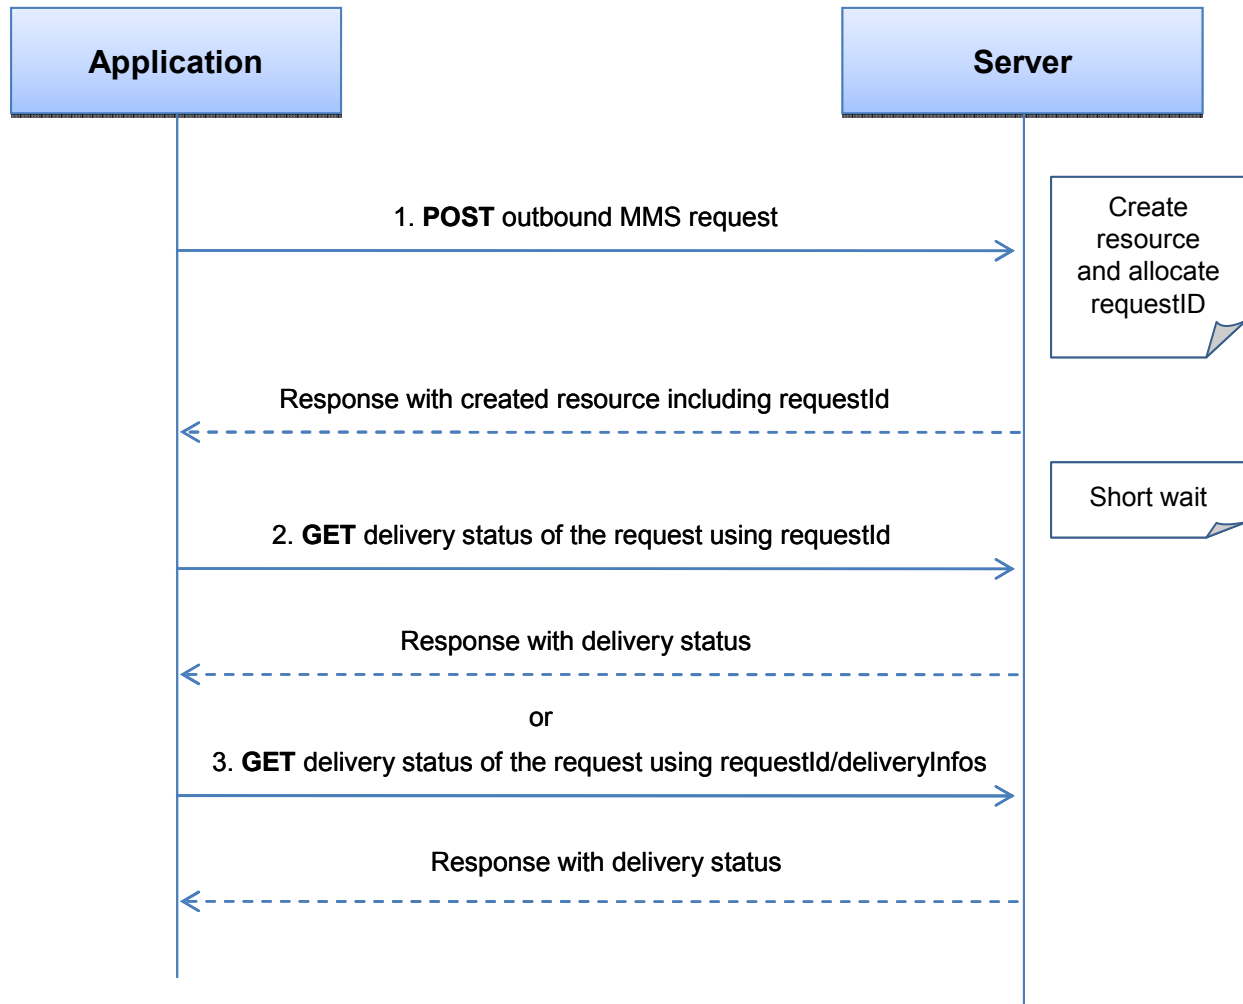 Application
Server
1. POST outbound MMS request
Create
resource
and allocate
requestID
Response with created resource including requestId
Short wait
2. GET delivery status of the request using requestId
Response with delivery status
or
3. GET delivery status of the request using requestId/deliveryInfos
Response with delivery status